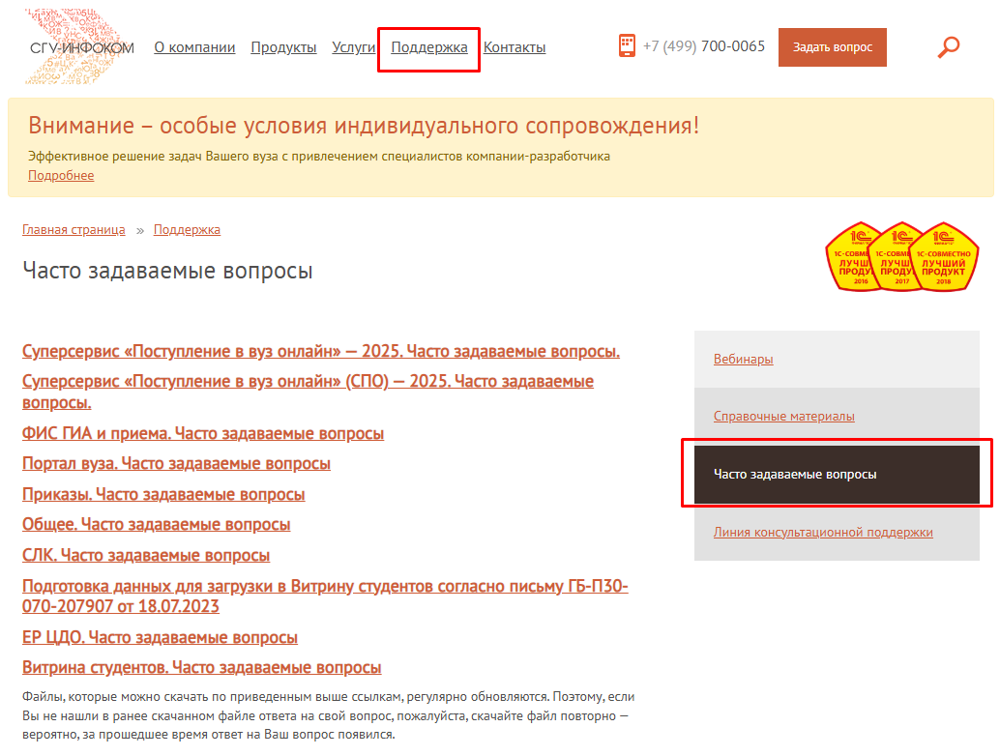 СГУ-ИНФОКОМ
О компании Продукты Услуги Поддержка Контакты
+7 (499) 700-0065
Задать вопрос
Внимание – особые условия индивидуального сопровождения!
Эффективное решение задач Вашего вуза с привлечением специалистов компании-разработчика
Подробнее
Главная страница » Поддержка
Часто задаваемые вопросы
1С 1С 1С
1С-СОВМЕ 1С-СОВМЕ 1С-СОВМЕСТНО
ЛУЧШ ЛУЧШ ЛУЧШИЙ
ПРОДУ ПРОДУ ПРОДУКТ
2016 2017 2018
Суперсервис «Поступление в вуз онлайн» — 2025. Часто задаваемые вопросы.
Суперсервис «Поступление в вуз онлайн» (СПО) — 2025. Часто задаваемые
вопросы.
ФИС ГИА и приема. Часто задаваемые вопросы
Портал вуза. Часто задаваемые вопросы
Приказы. Часто задаваемые вопросы
Общее. Часто задаваемые вопросы
СЛК. Часто задаваемые вопросы
Подготовка данных для загрузки в Витрину студентов согласно письму ГБ-П30-
070-207907 от 18.07.2023
ЕР ЦДО. Часто задаваемые вопросы
Витрина студентов. Часто задаваемые вопросы
Файлы, которые можно скачать по приведенным выше ссылкам, регулярно обновляются. Поэтому, если
Вы не нашли в ранее скачанном файле ответа на свой вопрос, пожалуйста, скачайте файл повторно —
вероятно, за прошедшее время ответ на Ваш вопрос появился.
Вебинары
Справочные материалы
Часто задаваемые вопросы
Линия консультационной поддержки